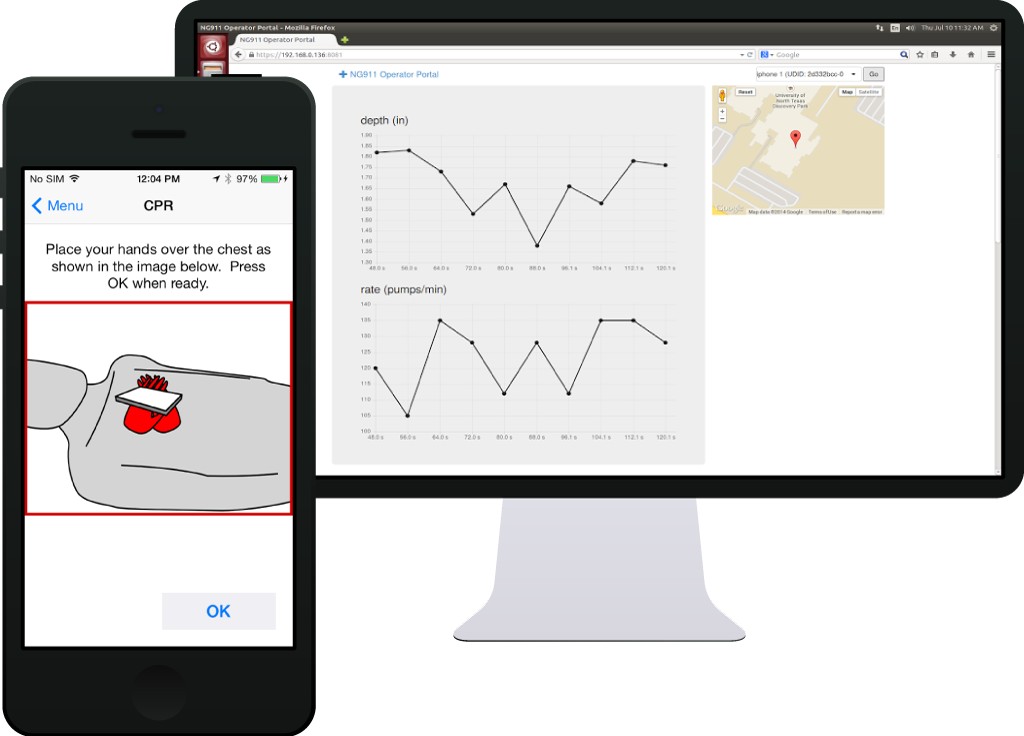 No SIM 12:04 PM 97%
Menu CPR
Place your hands over the chest as
shown in the image below. Press
OK when ready.
OK
NG911 Operator Portal - Mozilla Firefox En Thu Jul 10 11:32 AM
NG911 Operator Portal
https://192.168.0.136:8081 Google
NG911 Operator Portal
iphone 1 (UDID: 2d332bcc-0 Go
depth (in)
1.90
1.85
1.80
1.75
1.70
1.65
1.60
1.55
1.50
1.45
1.40
1.35
1.30
48.0 s 56.0 s 64.0 s 72.0 s 80.0 s 88.0 s 96.1 s 104.1 s 112.1 s 120.1 s
rate (pumps/min)
140
135
130
125
120
115
110
105
100
48.0 s 56.0 s 64.0 s 72.0 s 80.0 s 88.0 s 96.1 s 104.1 s 112.1 s 120.1 s
Reset Map Satellite
University of
North Texas
Discovery Park
Google Map data ©2014 Google Terms of Use Report a map error